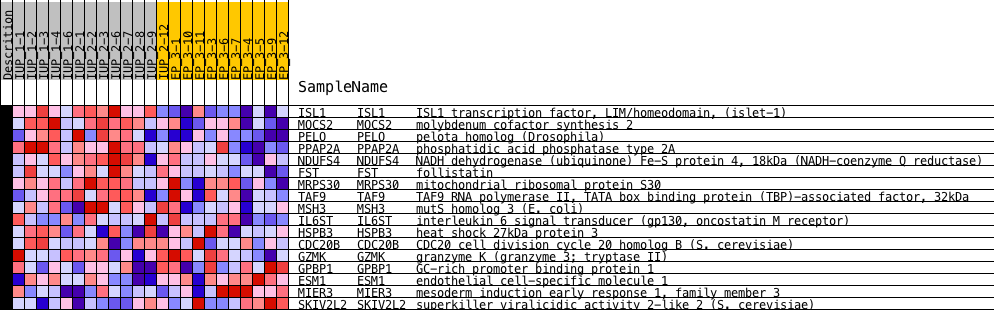 Descrition
IUP_1-1
IUP_1-2
IUP_1-3
IUP_1-4
IUP_1-6
IUP_2-1
IUP_2-2
IUP_2-3
IUP_2-6
IUP_2-7
IUP_2-8
IUP_2-9
IUP_2-12
EP_3-1
EP_3-10
EP_3-11
EP_3-3
EP_3-6
EP_3-7
EP_3-4
EP_3-5
EP_3-9
EP_3-12
SampleName
ISL1 ISL1 ISL1 transcription factor, LIM/homeodomain, (islet-1)
MOCS2 MOCS2 molybdenum cofactor synthesis 2
PELO PELO pelota homolog (Drosophila)
PPAP2A PPAP2A phosphatidic acid phosphatase type 2A
NDUFS4 NDUFS4 NADH dehydrogenase (ubiquinone) Fe-S protein 4, 18kDa (NADH-coenzyme Q reductase)
FST FST follistatin
MRPS30 MRPS30 mitochondrial ribosomal protein S30
TAF9 TAF9 TAF9 RNA polymerase II, TATA box binding protein (TBP)-associated factor, 32kDa
MSH3 MSH3 mutS homolog 3 (E. coli)
IL6ST IL6ST interleukin 6 signal transducer (gp130, oncostatin M receptor)
HSPB3 HSPB3 heat shock 27kDa protein 3
CDC20B CDC20B CDC20 cell division cycle 20 homolog B (S. cerevisiae)
GZMK GZMK granzyme K (granzyme 3; tryptase II)
GPBP1 GPBP1 GC-rich promoter binding protein 1
ESM1 ESM1 endothelial cell-specific molecule 1
MIER3 MIER3 mesoderm induction early response 1, family member 3
SKIV2L2 SKIV2L2 superkiller viralicidic activity 2-like 2 (S. cerevisiae)